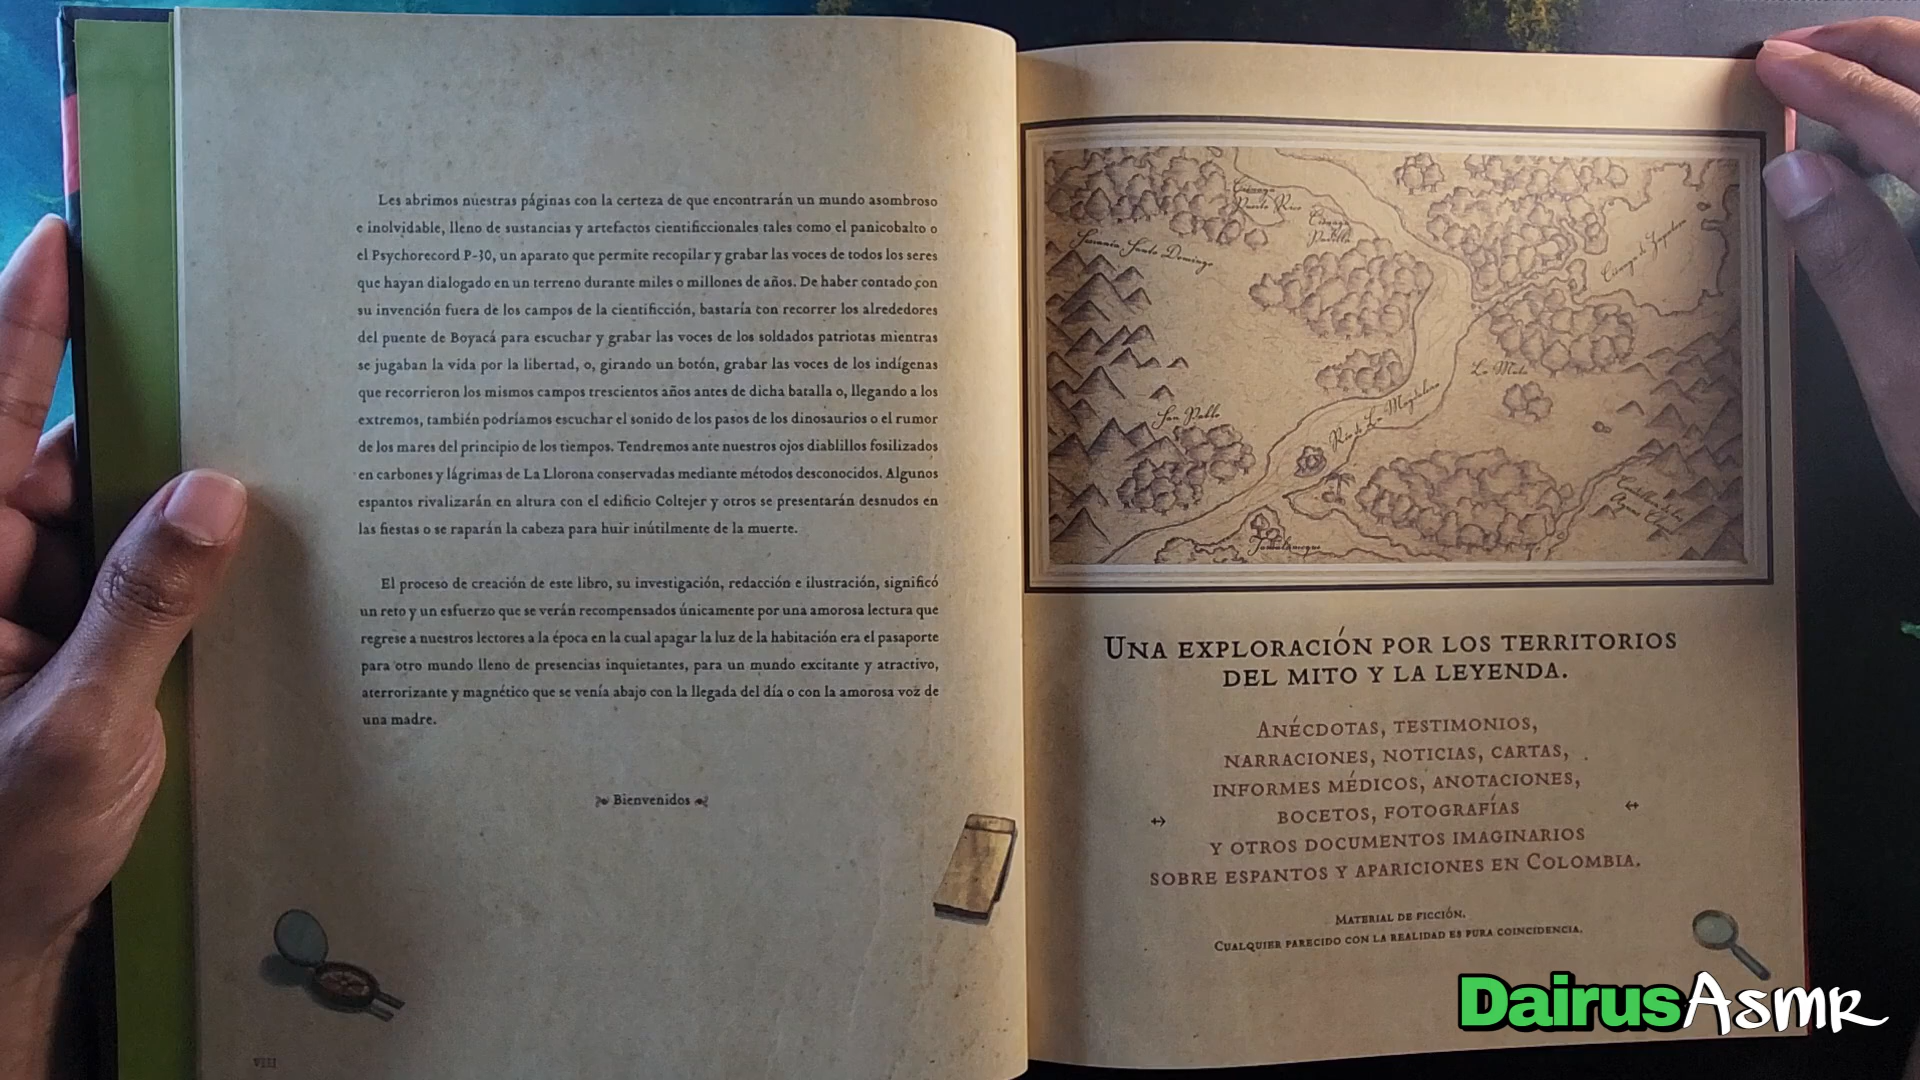 Les abrimos nuestras páginas con la certeza de que encontrarán un mundo asombroso
e inolvidable, lleno de sustancias y artefactos cientificcionales tales como el panicobalto o
el Psychorecord P-30, un aparato que permite recopilar y grabar las voces de todos los seres
que hayan dialogado en un terreno durante miles o millones de años. De haber contado con
su invención fuera de los campos de la cientificción, bastaría con recorrer los alrededores
del puente de Boyacá para escuchar y grabar las voces de los soldados patriotas mientras
se jugaban la vida por la libertad, o, girando un botón, grabar las voces de los indígenas
que recorrieron los mismos campos trescientos años antes de dicha batalla o, llegando a los
extremos, también podríamos escuchar el sonido de los pasos de los dinosaurios o el rumor
de los mares del principio de los tiempos. Tendremos ante nuestros ojos diablillos fosilizados
en carbones y lágrimas de La Llorona conservadas mediante métodos desconocidos. Algunos
espantos rivalizarán en altura con el edificio Coltejer y otros se presentarán desnudos en
las fiestas o se raparán la cabeza para huir inútilmente de la muerte.
El proceso de creación de este libro, su investigación, redacción e ilustración, significó
un reto y un esfuerzo que se verán recompensados únicamente por una amorosa lectura que
regrese a nuestros lectores a la época en la cual apagar la luz de la habitación era el pasaporte
para otro mundo lleno de presencias inquietantes, para un mundo excitante y atractivo,
aterrorizante y magnético que se venía abajo con la llegada del día o con la amorosa voz de
una madre.
Bienvenidos
VIII
Ciénaga
Puerto Rico
Ciénaga
Serranía Santo Domingo
Ciénaga de Zapatosa
San Pablo
Río de La Magdalena
Tamalameque
UNA EXPLORACIÓN POR LOS TERRITORIOS
DEL MITO Y LA LEYENDA.
ANÉCDOTAS, TESTIMONIOS,
NARRACIONES, NOTICIAS, CARTAS,
INFORMES MÉDICOS, ANOTACIONES,
BOCETOS, FOTOGRAFÍAS
Y OTROS DOCUMENTOS IMAGINARIOS
SOBRE ESPANTOS Y APARICIONES EN COLOMBIA.
MATERIAL DE FICCIÓN.
CUALQUIER PARECIDO CON LA REALIDAD ES PURA COINCIDENCIA.
DairusAsmR